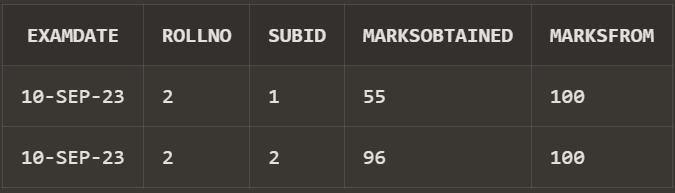 EXAMDATE ROLLNO SUBID MARKSOBTAINED MARKSFROM
10-SEP-23 2 1 55 100
10-SEP-23 2 2 96 100